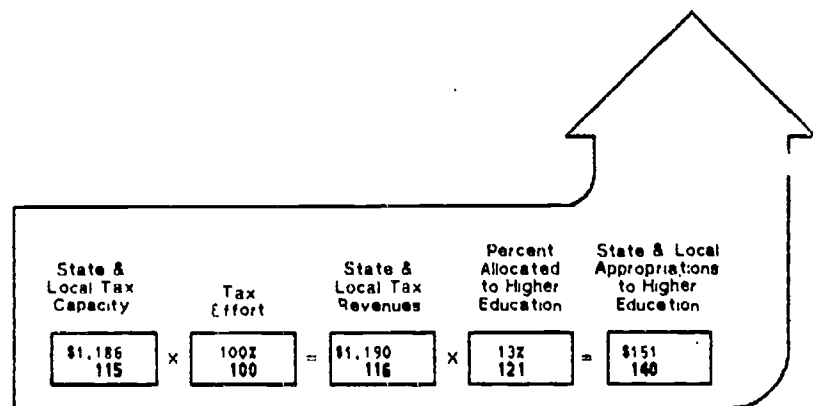 State &
Local Tax
Capacity
Tax
Effort
State &
Local Tax
Revenues
Percent
Allocated
to Higher
Education
State & Local
Appropriations
to Higher
Education
$1,186
115
x
100%
100
=
$1,190
116
x
13%
121
=
$151
140